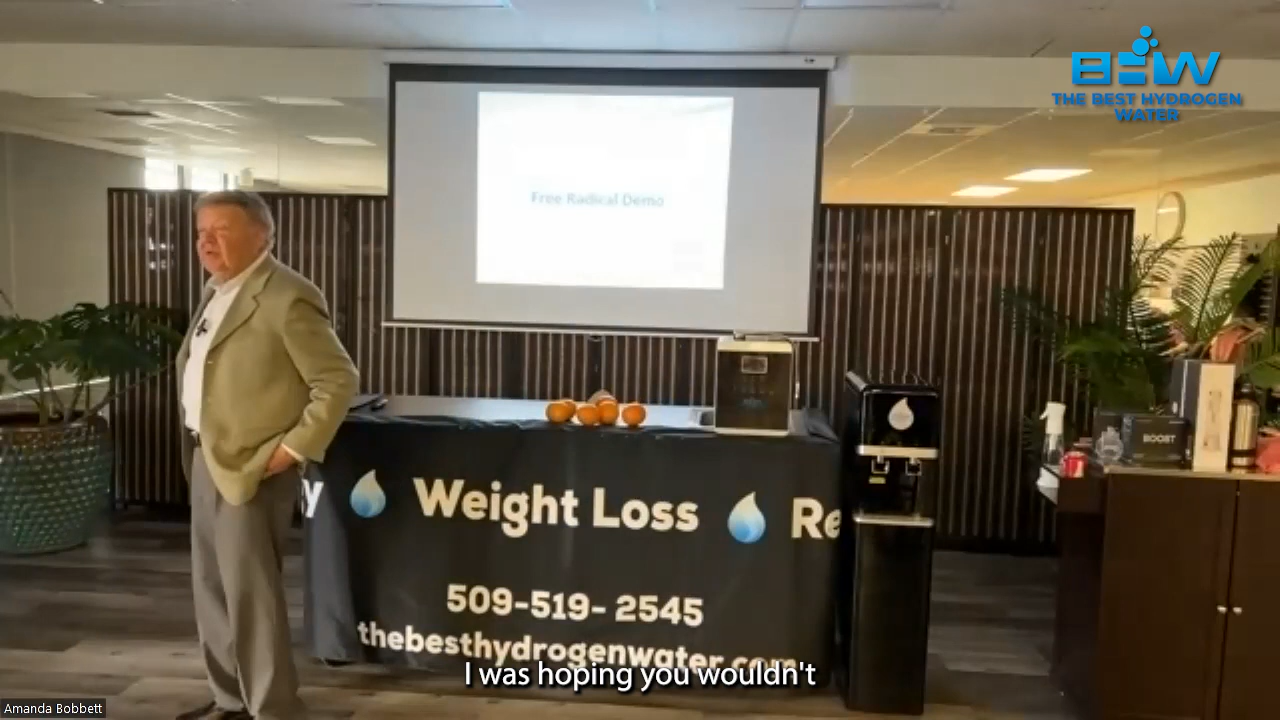 BHW
THE BEST HYDROGEN
WATER
Free Radical Demo
BOOST
y Weight Loss Re
509-519- 2545
thebesthydrogenwater.com
I was hoping you wouldn't
Amanda Bobbett